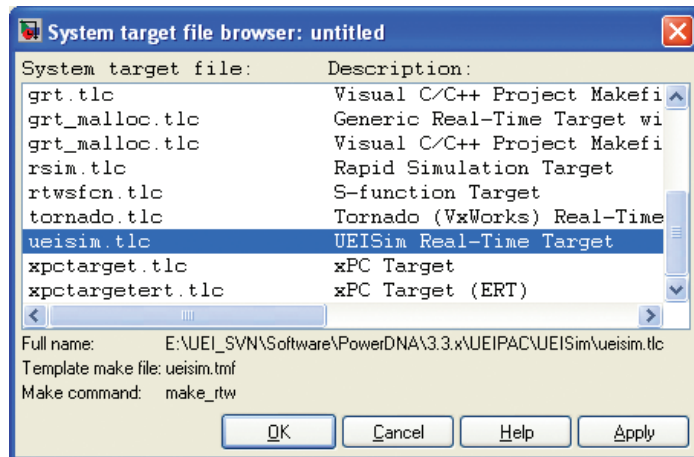 System target file browser: untitled
System target file: Description:
grt.tlc Visual C/C++ Project Makefi
grt_malloc.tlc Generic Real-Time Target wi
grt_malloc.tlc Visual C/C++ Project Makefi
rsim.tlc Rapid Simulation Target
rtwsfcn.tlc S-function Target
tornado.tlc Tornado (VxWorks) Real-Time
ueisim.tlc UEISim Real-Time Target
xpctarget.tlc xPC Target
xpctargetert.tlc xPC Target (ERT)
Full name: E:\UEI_SVN\Software\PowerDNA\3.3.x\UEIPAC\UEISim\ueisim.tlc
Template make file: ueisim.tmf
Make command: make_rtw
OK Cancel Help Apply